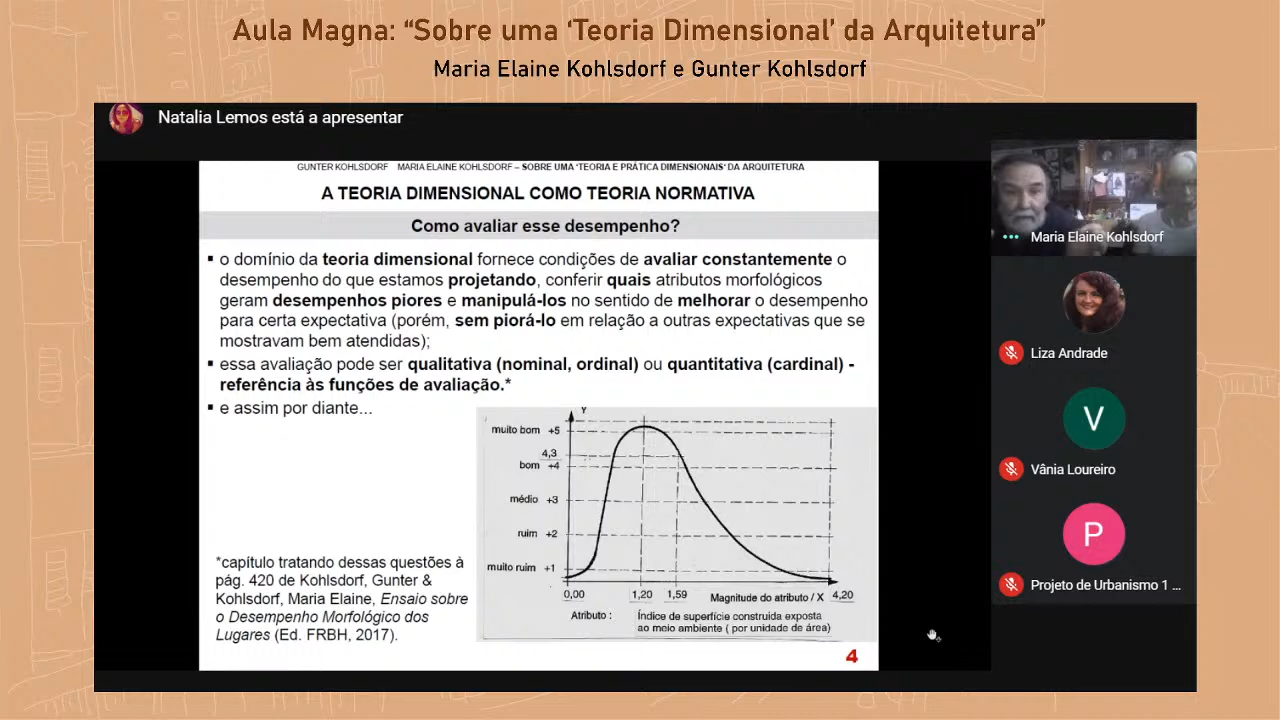 Aula Magna: “Sobre uma ‘Teoria Dimensional’ da Arquitetura”
Maria Elaine Kohlsdorf e Gunter Kohlsdorf
Natalia Lemos está a apresentar
GUNTER KOHLSDORF MARIA ELAINE KOHLSDORF – SOBRE UMA ‘TEORIA E PRÁTICA DIMENSIONAIS’ DA ARQUITETURA
A TEORIA DIMENSIONAL COMO TEORIA NORMATIVA
Como avaliar esse desempenho?
▪ o domínio da teoria dimensional fornece condições de avaliar constantemente o
desempenho do que estamos projetando, conferir quais atributos morfológicos
geram desempenhos piores e manipulá-los no sentido de melhorar o desempenho
para certa expectativa (porém, sem piorá-lo em relação a outras expectativas que se
mostravam bem atendidas);
▪ essa avaliação pode ser qualitativa (nominal, ordinal) ou quantitativa (cardinal) -
referência às funções de avaliação.*
▪ e assim por diante...
Y
muito bom +5
4,3
bom +4
médio +3
ruim +2
muito ruim +1
0,00 1,20 1,59 Magnitude do atributo / X 4,20
Atributo : Índice de superfície construida exposta
ao meio ambiente ( por unidade de área)
*capítulo tratando dessas questões à
pág. 420 de Kohlsdorf, Gunter &
Kohlsdorf, Maria Elaine, Ensaio sobre
o Desempenho Morfológico dos
Lugares (Ed. FRBH, 2017).
4
Maria Elaine Kohlsdorf
Liza Andrade
V
Vânia Loureiro
P
Projeto de Urbanismo 1 ...